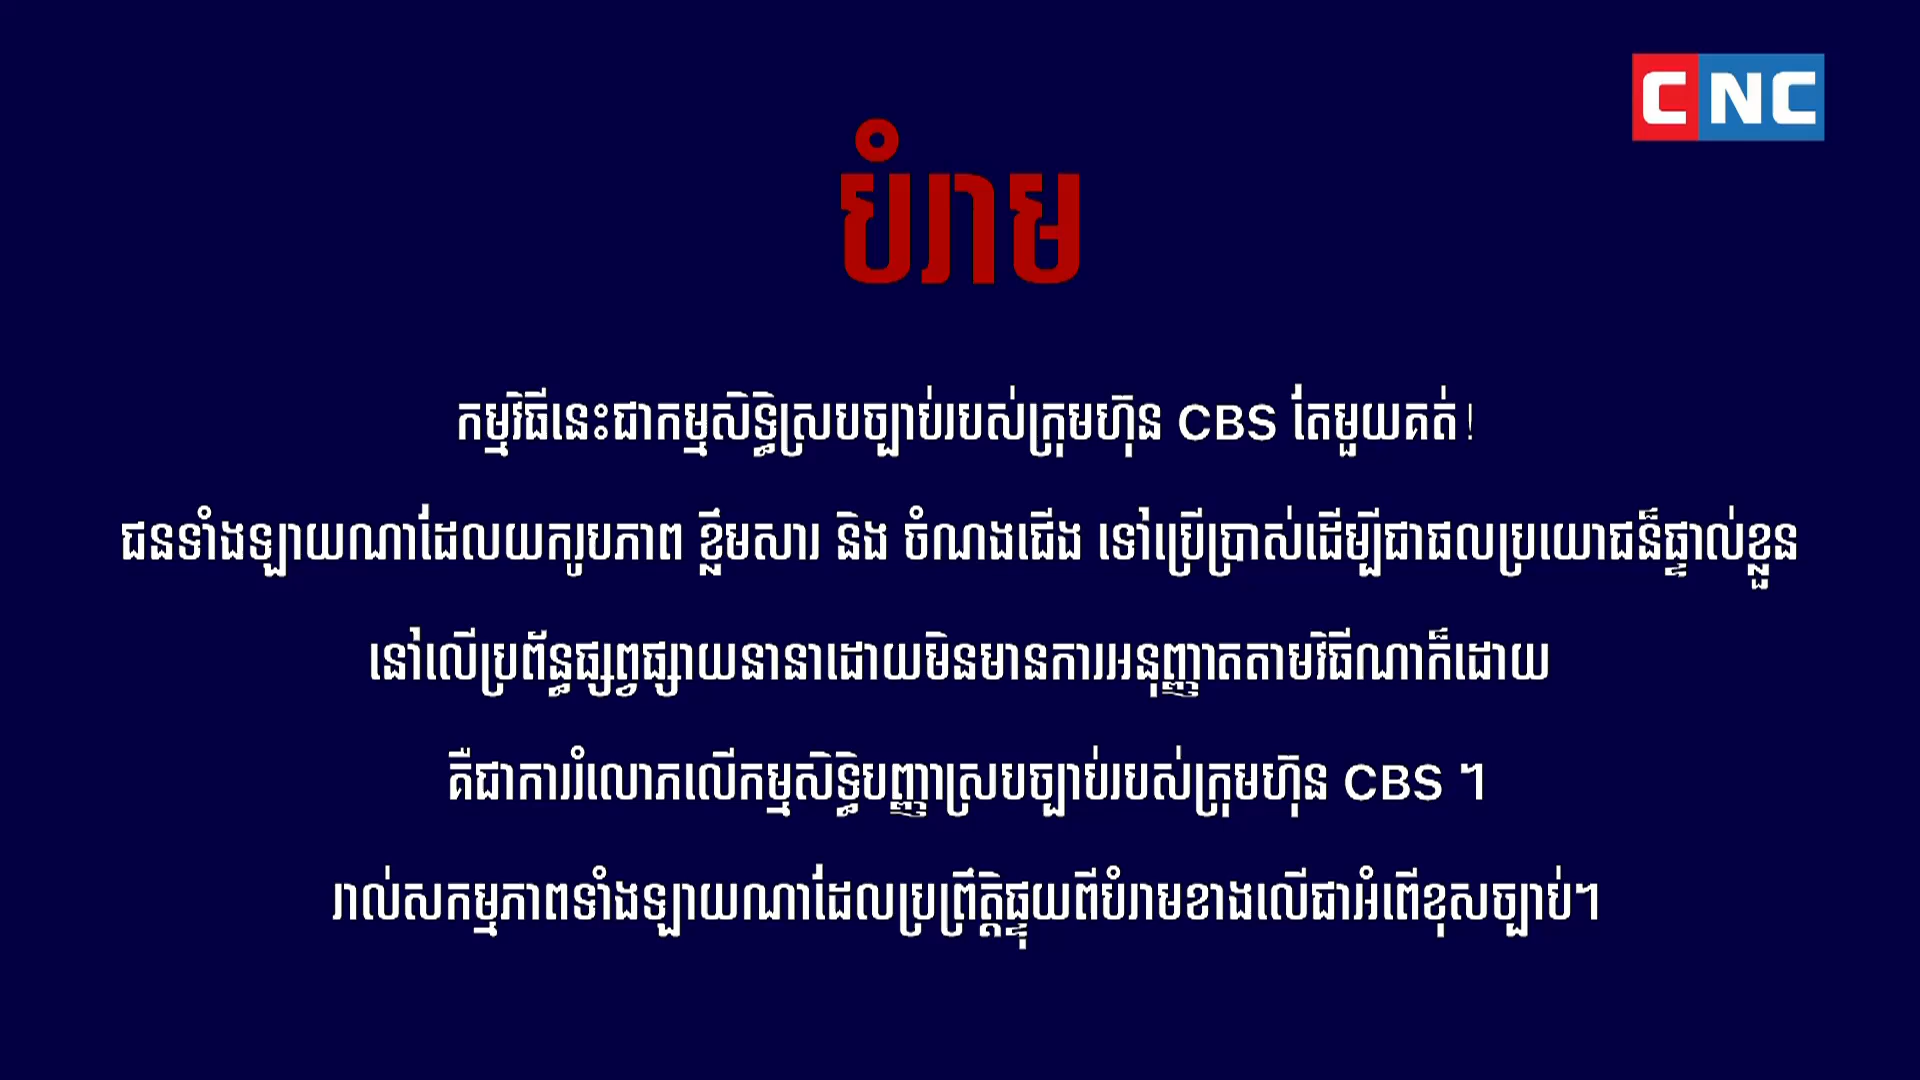 CNC
បំរាម
កម្មវិធីនេះជាកម្មសិទ្ធិស្របច្បាប់របស់ក្រុមហ៊ុន CBS តែមួយគត់!
ជនទាំងឡាយណាដែលយករូបភាព ខ្លឹមសារ និង ចំណងជើង ទៅប្រើប្រាស់ដើម្បីជាផលប្រយោជន៏ផ្ទាល់ខ្លួន
នៅលើប្រព័ន្ធផ្សព្វផ្សាយនានាដោយមិនមានការអនុញ្ញាតតាមវិធីណាក៏ដោយ
គឺជាការរំលោភលើកម្មសិទ្ធិបញ្ញាស្របច្បាប់របស់ក្រុមហ៊ុន CBS ។
រាល់សកម្មភាពទាំងឡាយណាដែលប្រព្រឹត្តិផ្ទុយពីបំរាមខាងលើជាអំពើខុសច្បាប់។